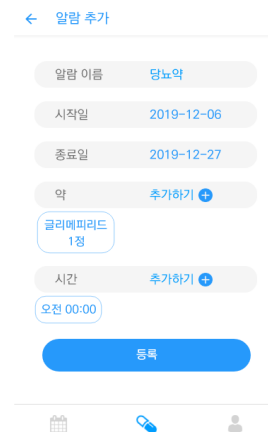 알람 추가
알람 이름 당뇨약
시작일 2019-12-06
종료일 2019-12-27
약 추가하기
글리메피리드
1정
시간 추가하기
오전 00:00
등록